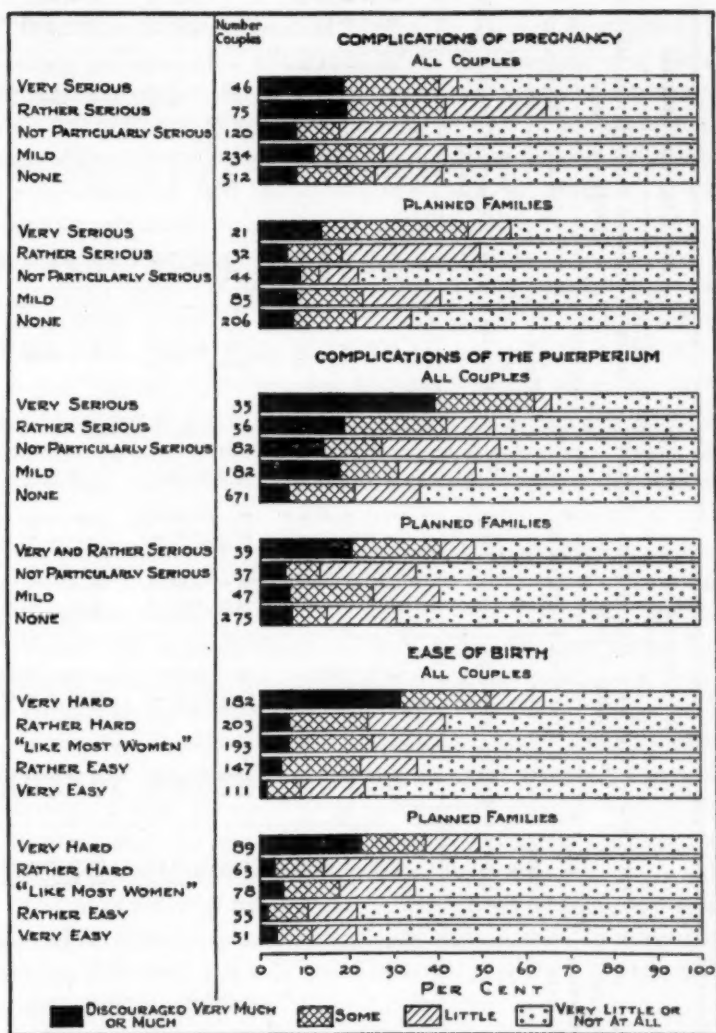 NUMBER
COUPLES
COMPLICATIONS OF PREGNANCY
ALL COUPLES
VERY SERIOUS 46
RATHER SERIOUS 75
NOT PARTICULARLY SERIOUS 120
MILD 234
NONE 512
PLANNED FAMILIES
VERY SERIOUS 21
RATHER SERIOUS 32
NOT PARTICULARLY SERIOUS 44
MILD 85
NONE 206
COMPLICATIONS OF THE PUERPERIUM
ALL COUPLES
VERY SERIOUS 35
RATHER SERIOUS 56
NOT PARTICULARLY SERIOUS 82
MILD 182
NONE 671
PLANNED FAMILIES
VERY AND RATHER SERIOUS 39
NOT PARTICULARLY SERIOUS 37
MILD 47
NONE 275
EASE OF BIRTH
ALL COUPLES
VERY HARD 182
RATHER HARD 203
"LIKE MOST WOMEN" 193
RATHER EASY 147
VERY EASY 111
PLANNED FAMILIES
VERY HARD 89
RATHER HARD 63
"LIKE MOST WOMEN" 78
RATHER EASY 55
VERY EASY 51
0 10 20 30 40 50 60 70 80 90 100
PER CENT
DISCOURAGED VERY MUCH OR MUCH
SOME
LITTLE
VERY LITTLE OR NOT AT ALL